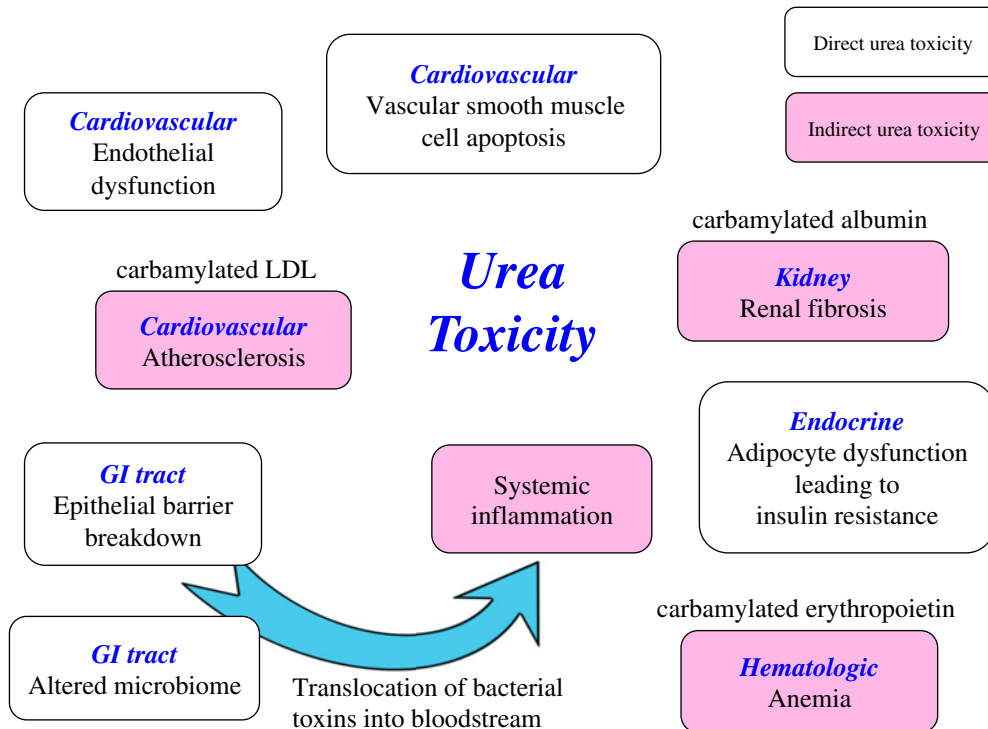 Direct urea toxicity
Indirect urea toxicity
Cardiovascular
Vascular smooth muscle
cell apoptosis
Cardiovascular
Endothelial
dysfunction
carbamylated LDL
Cardiovascular
Atherosclerosis
Urea
Toxicity
carbamylated albumin
Kidney
Renal fibrosis
Endocrine
Adipocyte dysfunction
leading to
insulin resistance
GI tract
Epithelial barrier
breakdown
Systemic
inflammation
GI tract
Altered microbiome
Translocation of bacterial
toxins into bloodstream
carbamylated erythropoietin
Hematologic
Anemia